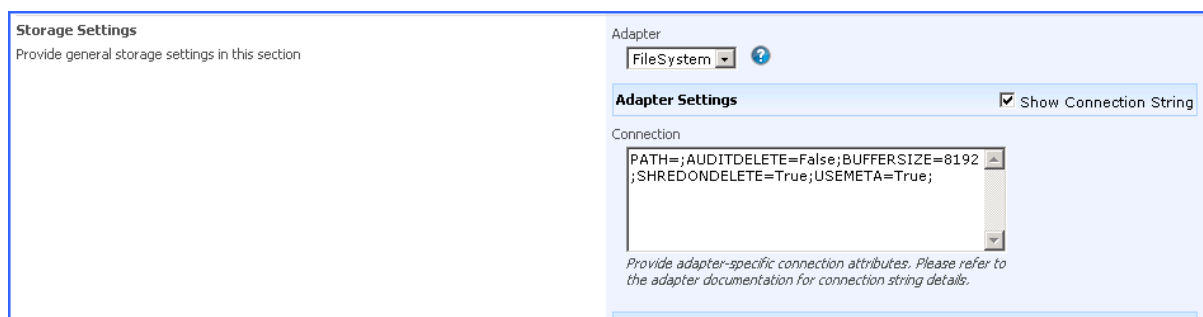 Storage Settings
Provide general storage settings in this section
Adapter
FileSystem
?
Adapter Settings
Show Connection String
Connection
PATH=;AUDITDELETE=False;BUFFERSIZE=8192
;SHREDONDELETE=True;USEMETA=True;
Provide adapter-specific connection attributes. Please refer to
the adapter documentation for connection string details.